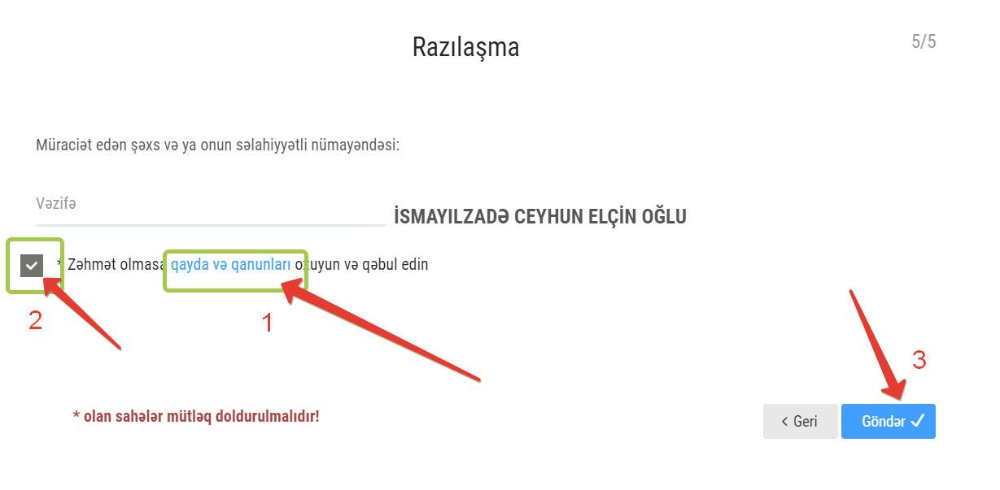 Razılaşma
5/5
Müraciət edən şəxs və ya onun səlahiyyətli nümayəndəsi:
Vəzifə
İSMAYILZADƏ CEYHUN ELÇİN OĞLU
* Zəhmət olmasa qayda və qanunları oxuyun və qəbul edin
2
1
3
* olan sahələr mütləq doldurulmalıdır!
< Geri
Göndər ✓